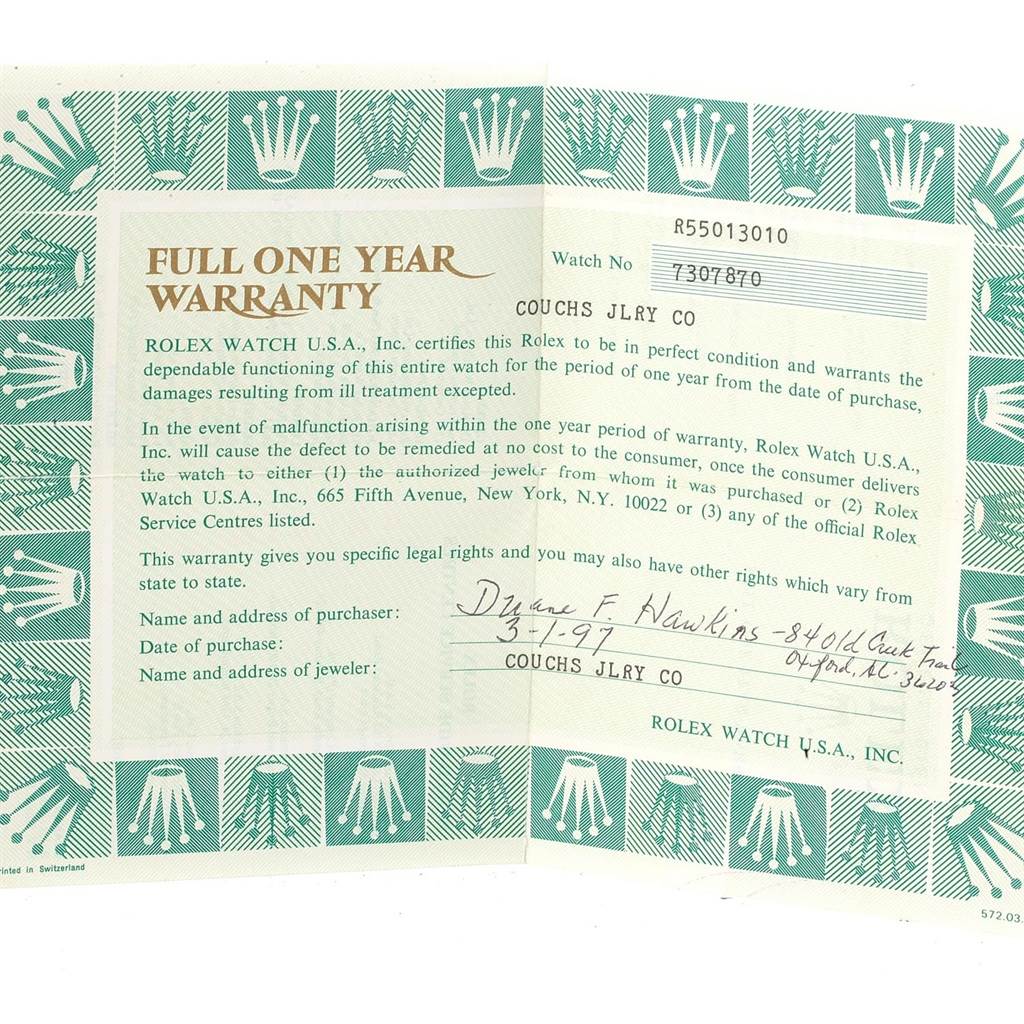 R55013010
FULL ONE YEAR
WARRANTY
Watch No 7307870
COUCHS JLRY CO
ROLEX WATCH U.S.A., Inc. certifies this Rolex to be in perfect condition and warrants the
dependable functioning of this entire watch for the period of one year from the date of purchase,
damages resulting from ill treatment excepted.
In the event of malfunction arising within the one year period of warranty, Rolex Watch U.S.A.,
Inc. will cause the defect to be remedied at no cost to the consumer, once the consumer delivers
the watch to either (1) the authorized jeweler from whom it was purchased or (2) Rolex
Watch U.S.A., Inc., 665 Fifth Avenue, New York, N.Y. 10022 or (3) any of the official Rolex
Service Centres listed.
This warranty gives you specific legal rights and you may also have other rights which vary from
state to state.
Name and address of purchaser: Duane F. Hawkins - 84 Old Creek Trail
Oxford, AL. 36203
Date of purchase: 3-1-97
Name and address of jeweler: COUCHS JLRY CO
ROLEX WATCH U.S.A., INC.
rinted in Switzerland
572.03.